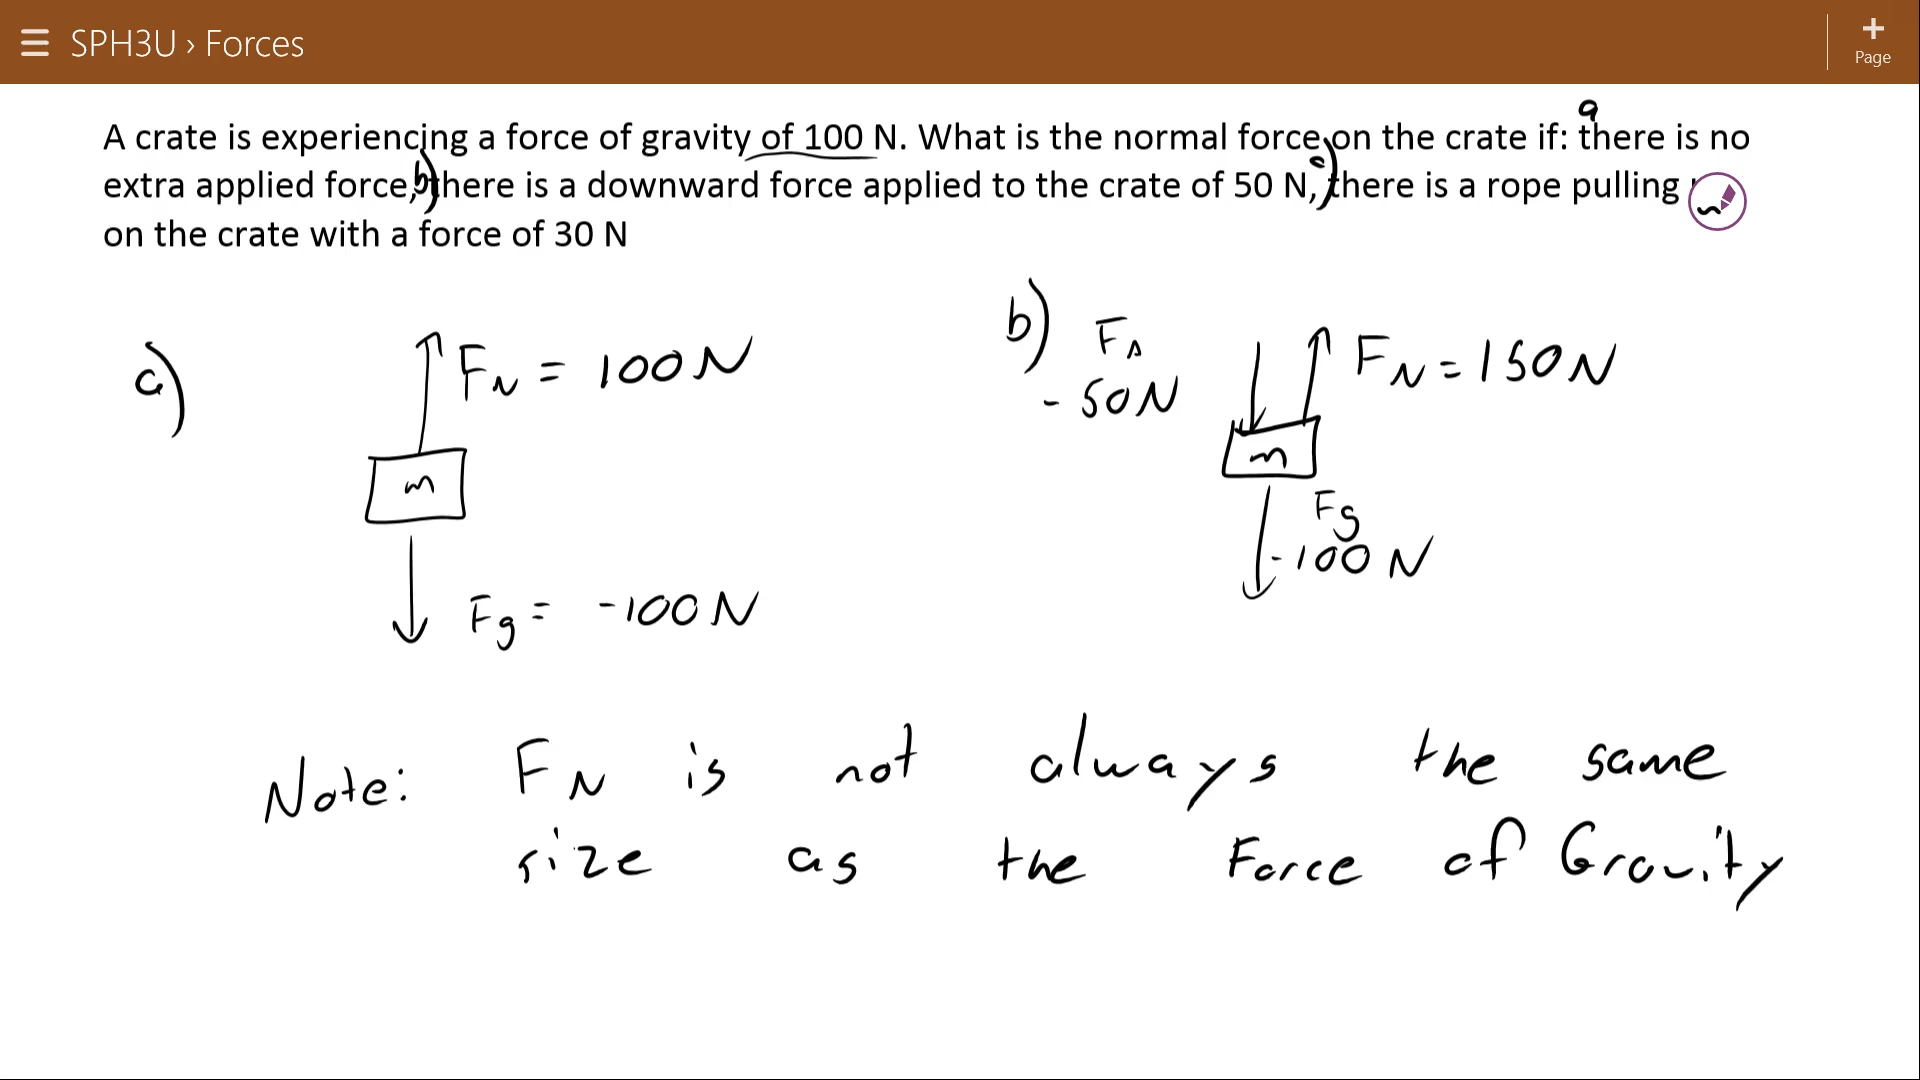 SPH3U › Forces
+
Page
a
A crate is experiencing a force of gravity of 100 N. What is the normal force on the crate if: there is no
extra applied force, b) there is a downward force applied to the crate of 50 N, c) there is a rope pulling
on the crate with a force of 30 N
a)
FN = 100N
m
Fg = -100N
b)
FA
-50N
FN = 150N
m
Fg
-100N
Note: FN is not always the same
size as the Force of Gravity